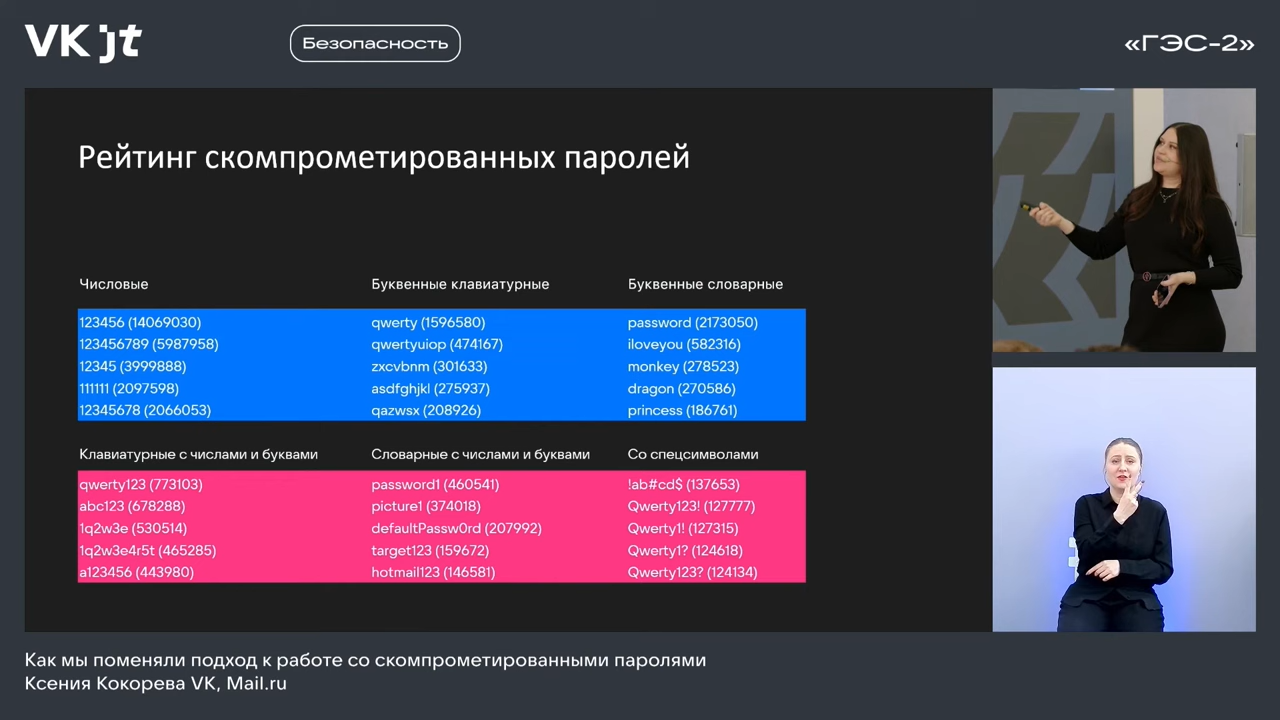 VK jt
Безопасность
«ГЭС-2»
Рейтинг скомпрометированных паролей
Числовые
123456 (14069030)
123456789 (5987958)
12345 (3999888)
111111 (2097598)
12345678 (2066053)
Буквенные клавиатурные
qwerty (1596580)
qwertyuiop (474167)
zxcvbnm (301633)
asdfghjkl (275937)
qazwsx (208926)
Буквенные словарные
password (2173050)
iloveyou (582316)
monkey (278523)
dragon (270586)
princess (186761)
Клавиатурные с числами и буквами
qwerty123 (773103)
abc123 (678288)
1q2w3e (530514)
1q2w3e4r5t (465285)
a123456 (443980)
Словарные с числами и буквами
password1 (460541)
picture1 (374018)
defaultPassw0rd (207992)
target123 (159672)
hotmail123 (146581)
Со спецсимволами
!ab#cd$ (137653)
Qwerty123! (127777)
Qwerty1! (127315)
Qwerty1? (124618)
Qwerty123? (124134)
Как мы поменяли подход к работе со скомпрометированными паролями
Ксения Кокорева VK, Mail.ru